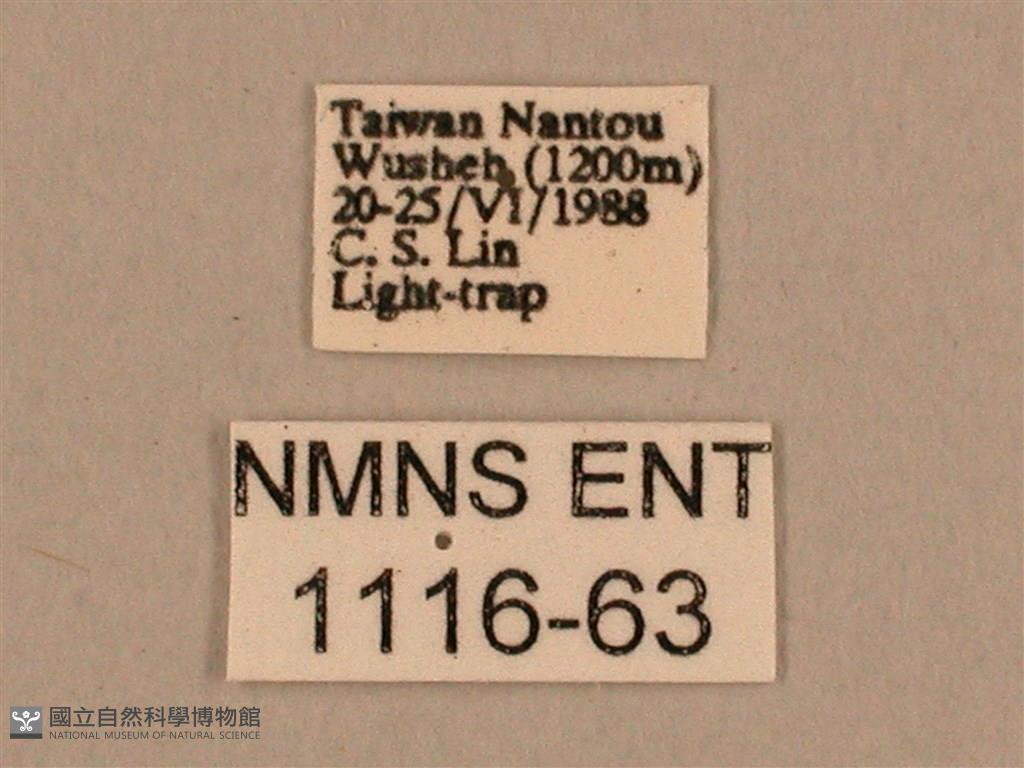 Taiwan Nantou
Wusheh (1200m)
20-25/VI/1988
C. S. Lin
Light-trap
NMNS ENT
1116-63
國立自然科學博物館
NATIONAL MUSEUM OF NATURAL SCIENCE